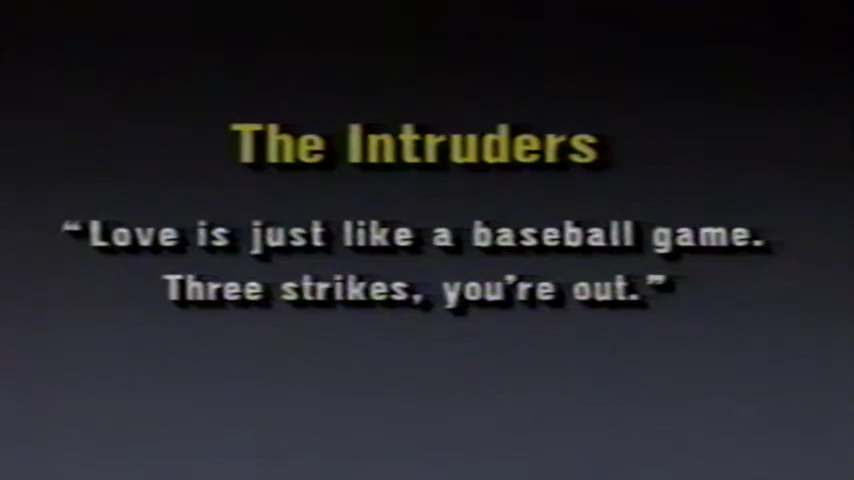 The Intruders
“Love is just like a baseball game.
Three strikes, you’re out.”